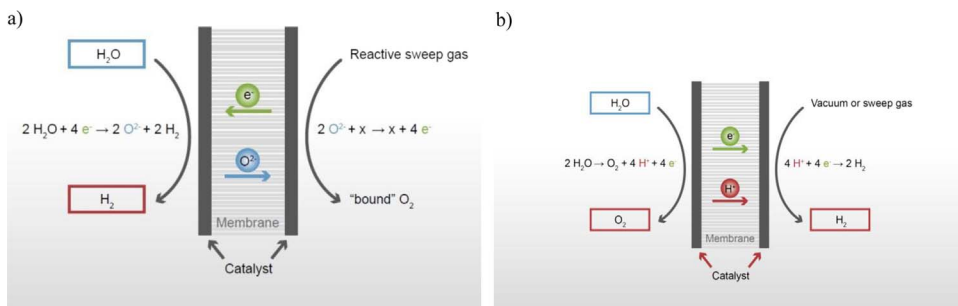 a)
H₂O
Reactive sweep gas
e⁻
2 H₂O + 4 e⁻ → 2 O²⁻ + 2 H₂
2 O²⁻ + x → x + 4 e⁻
O²⁻
H₂
"bound" O₂
Membrane
Catalyst
b)
H₂O
Vacuum or sweep gas
e⁻
2 H₂O → O₂ + 4 H⁺ + 4 e⁻
4 H⁺ + 4 e⁻ → 2 H₂
H⁺
O₂
H₂
Membrane
Catalyst